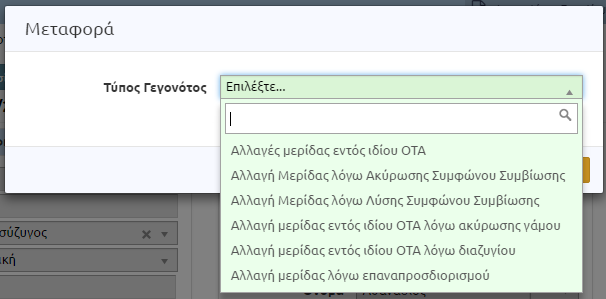 Μεταφορά
Τύπος Γεγονότος
Επιλέξτε...
Αλλαγές μερίδας εντός ιδίου ΟΤΑ
Αλλαγή Μερίδας λόγω Ακύρωσης Συμφώνου Συμβίωσης
Αλλαγή Μερίδας λόγω Λύσης Συμφώνου Συμβίωσης
Αλλαγή μερίδας εντός ιδίου ΟΤΑ λόγω ακύρωσης γάμου
Αλλαγή μερίδας εντός ιδίου ΟΤΑ λόγω διαζυγίου
Αλλαγή μερίδας λόγω επαναπροσδιορισμού
σύζυγος
κή